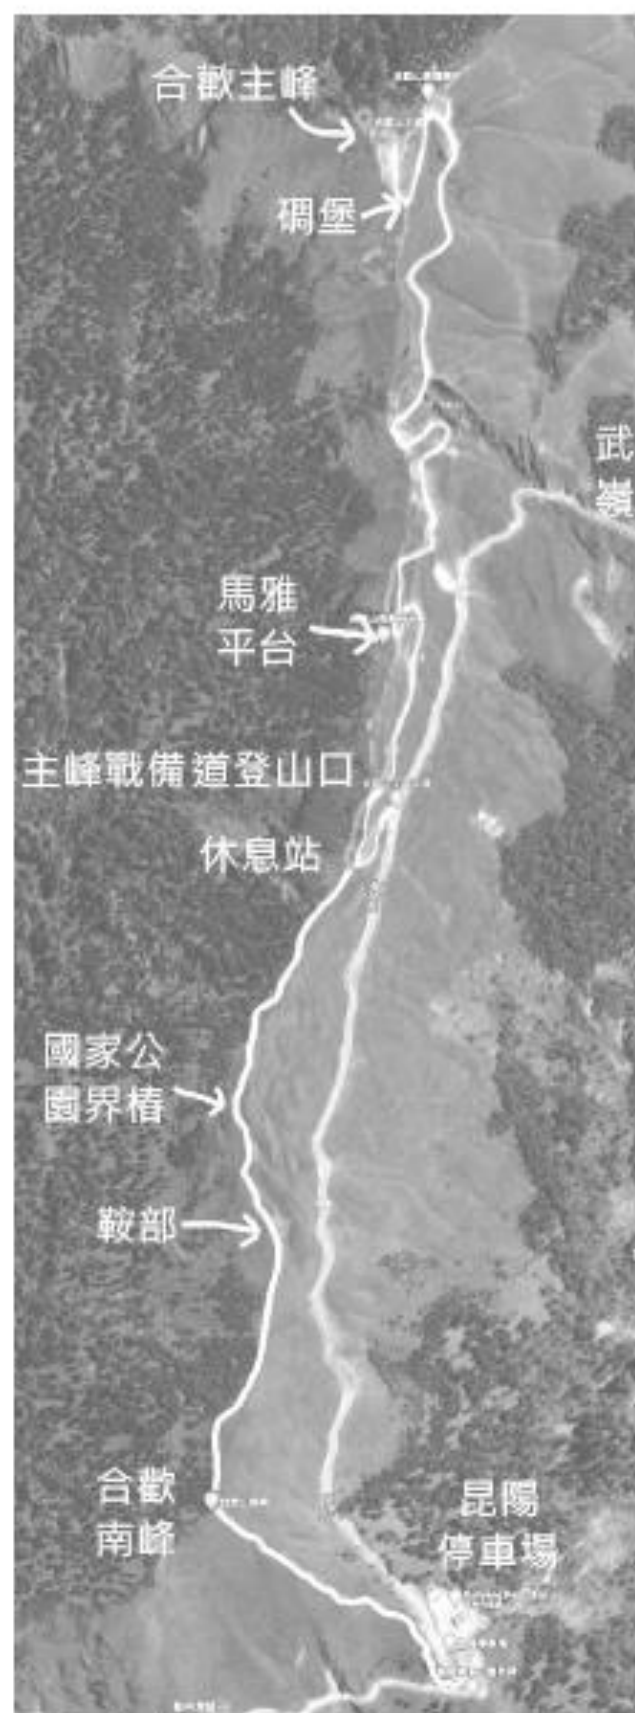 合歡主峰
碉堡
武
嶺
馬雅
平台
主峰戰備道登山口
休息站
國家公
園界樁
鞍部
合歡
南峰
昆陽
停車場